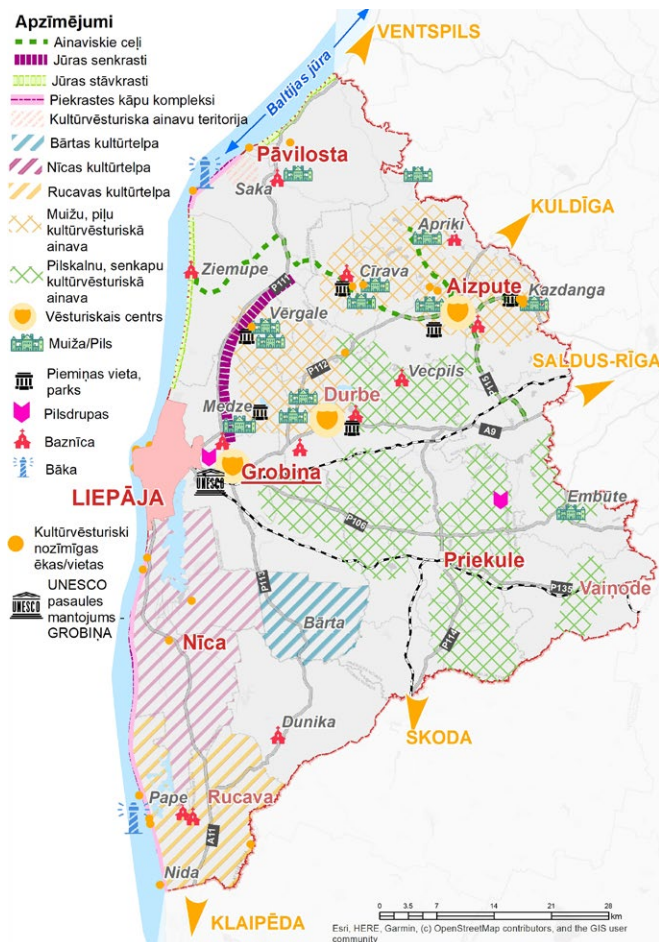 Apzīmējumi
Ainaviskie ceļi
Jūras senkrasti
Jūras stāvkrasti
Piekrastes kāpu kompleksi
Kultūrvēsturiska ainavu teritorija
Bārtas kultūrtelpa
Nīcas kultūrtelpa
Rucavas kultūrtelpa
Muižu, piļu
kultūrvēsturiskā
ainava
Pilskalnu, senkapu
kultūrvēsturiskā
ainava
Vēsturiskais centrs
Muiža/Pils
Piemiņas vieta,
parks
Pilsdrupas
Baznīca
Bāka
Kultūrvēsturiski
nozīmīgas
ēkas/vietas
UNESCO
UNESCO
pasaules
mantojums -
GROBIŅA
VENTSPILS
Baltijas jūra
Pāvilosta
Saka
KULDĪGA
Apriki
Ziemupe
Cīrava
Aizpute
Kazdanga
P111
Vērgale
SALDUS-RĪGA
P112
Vecpils
P115
Durbe
Medze
A9
Grobiņa
UNESCO
LIEPĀJA
Embūte
P106
Priekule
P135
Vaiņode
P113
Bārta
P114
Nīca
Dunika
SKODA
Pape
Rucava
A11
Nida
KLAIPĒDA
0 3.5 7 14 21 28
km
Esri, HERE, Garmin, (c) OpenStreetMap contributors, and the GIS user
community